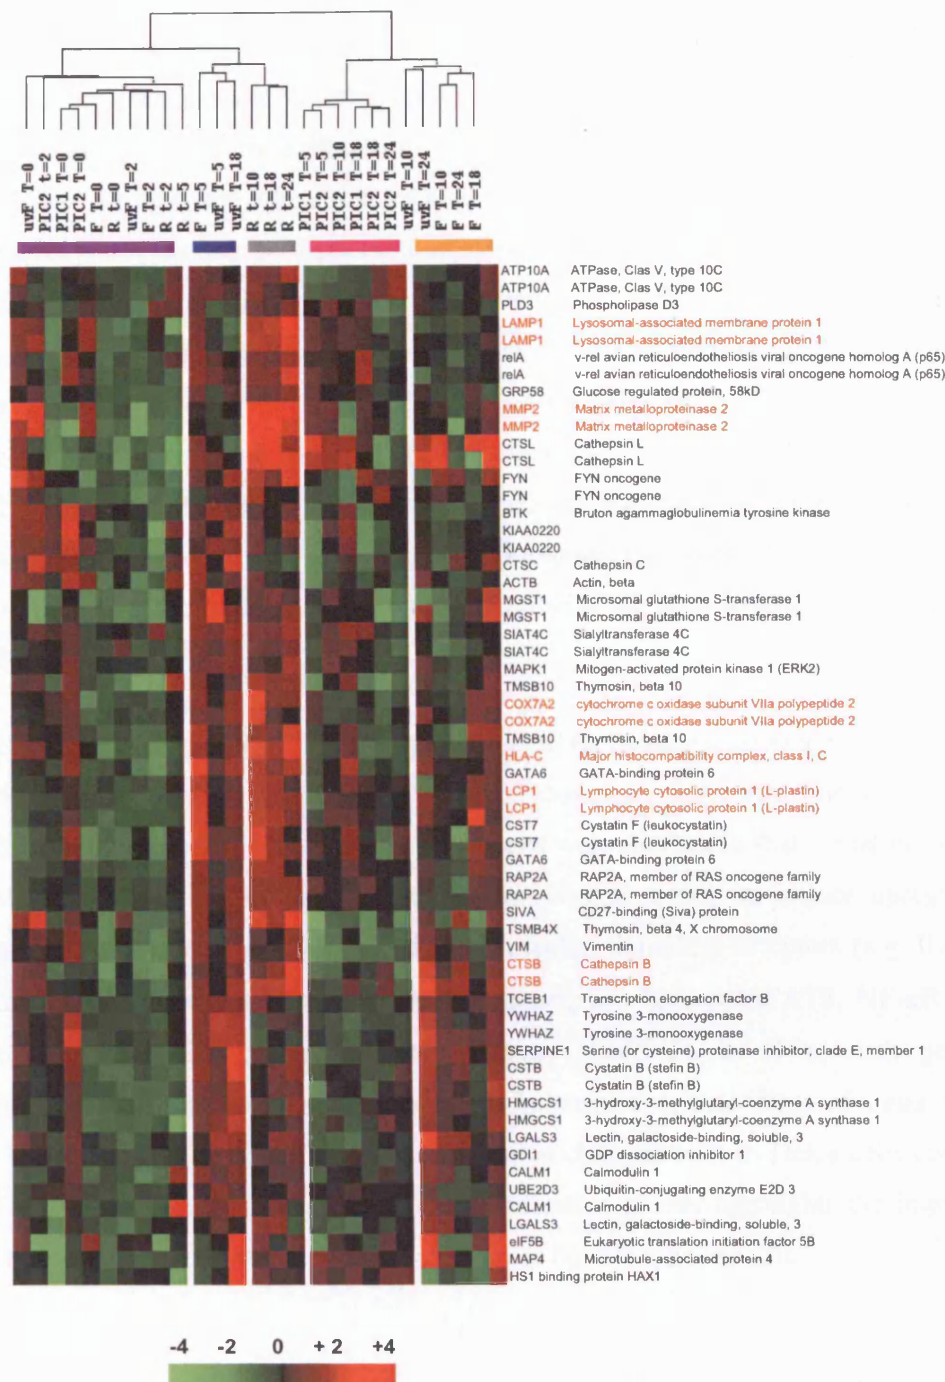 uvF T=0
PIC2 t=2
PIC1 T=0
PIC2 T=0
F T=0
R t=0
uvF T=2
F T=2
R t=2
R t=5
F T=5
uvF T=5
uvF T=18
R t=10
R t=18
R t=24
PIC1 T=5
PIC2 T=5
PIC2 T=10
PIC1 T=18
PIC2 T=18
PIC2 T=24
uvF T=10
uvF T=24
F T=10
F T=24
F T=18
ATP10A ATPase, Clas V, type 10C
ATP10A ATPase, Clas V, type 10C
PLD3 Phospholipase D3
LAMP1 Lysosomal-associated membrane protein 1
LAMP1 Lysosomal-associated membrane protein 1
relA v-rel avian reticuloendotheliosis viral oncogene homolog A (p65)
relA v-rel avian reticuloendotheliosis viral oncogene homolog A (p65)
GRP58 Glucose regulated protein, 58kD
MMP2 Matrix metalloproteinase 2
MMP2 Matrix metalloproteinase 2
CTSL Cathepsin L
CTSL Cathepsin L
FYN FYN oncogene
FYN FYN oncogene
BTK Bruton agammaglobulinemia tyrosine kinase
KIAA0220
KIAA0220
CTSC Cathepsin C
ACTB Actin, beta
MGST1 Microsomal glutathione S-transferase 1
MGST1 Microsomal glutathione S-transferase 1
SIAT4C Sialyltransferase 4C
SIAT4C Sialyltransferase 4C
MAPK1 Mitogen-activated protein kinase 1 (ERK2)
TMSB10 Thymosin, beta 10
COX7A2 cytochrome c oxidase subunit VIIa polypeptide 2
COX7A2 cytochrome c oxidase subunit VIIa polypeptide 2
TMSB10 Thymosin, beta 10
HLA-C Major histocompatibility complex, class I, C
GATA6 GATA-binding protein 6
LCP1 Lymphocyte cytosolic protein 1 (L-plastin)
LCP1 Lymphocyte cytosolic protein 1 (L-plastin)
CST7 Cystatin F (leukocystatin)
CST7 Cystatin F (leukocystatin)
GATA6 GATA-binding protein 6
RAP2A RAP2A, member of RAS oncogene family
RAP2A RAP2A, member of RAS oncogene family
SIVA CD27-binding (Siva) protein
TSMB4X Thymosin, beta 4, X chromosome
VIM Vimentin
CTSB Cathepsin B
CTSB Cathepsin B
TCEB1 Transcription elongation factor B
YWHAZ Tyrosine 3-monooxygenase
YWHAZ Tyrosine 3-monooxygenase
SERPINE1 Serine (or cysteine) proteinase inhibitor, clade E, member 1
CSTB Cystatin B (stefin B)
CSTB Cystatin B (stefin B)
HMGCS1 3-hydroxy-3-methylglutaryl-coenzyme A synthase 1
HMGCS1 3-hydroxy-3-methylglutaryl-coenzyme A synthase 1
LGALS3 Lectin, galactoside-binding, soluble, 3
GDI1 GDP dissociation inhibitor 1
CALM1 Calmodulin 1
UBE2D3 Ubiquitin-conjugating enzyme E2D 3
CALM1 Calmodulin 1
LGALS3 Lectin, galactoside-binding, soluble, 3
eIF5B Eukaryotic translation initiation factor 5B
MAP4 Microtubule-associated protein 4
HS1 binding protein HAX1
-4 -2 0 + 2 +4